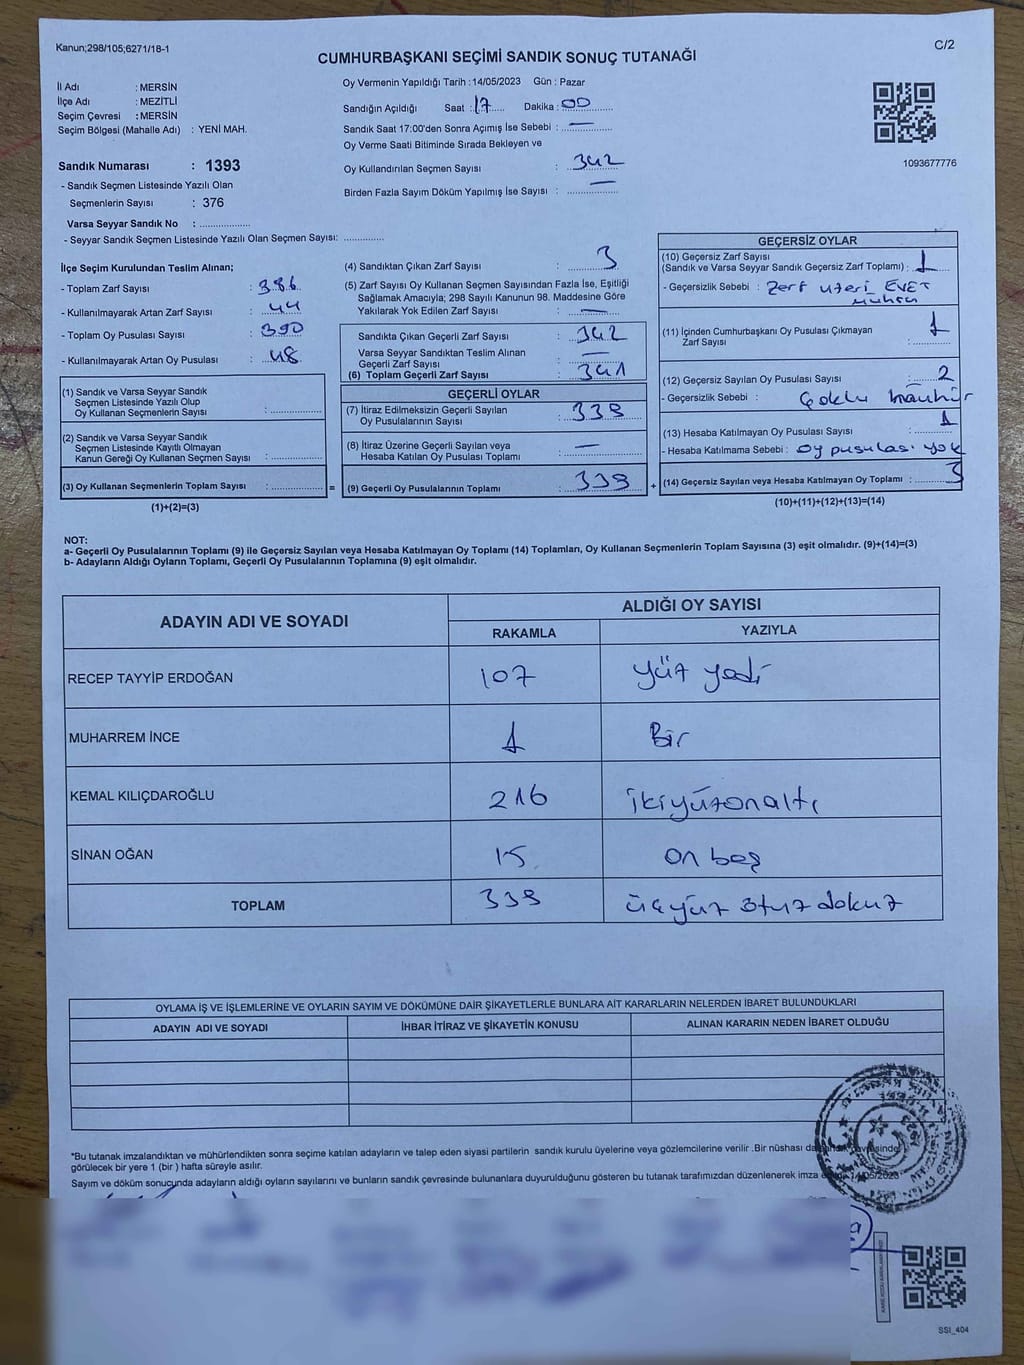 Kanun;298/105;6271/18-1
C/2
CUMHURBAŞKANI SEÇİMİ SANDIK SONUÇ TUTANAĞI
İl Adı : MERSİN
İlçe Adı : MEZİTLİ
Seçim Çevresi : MERSİN
Seçim Bölgesi (Mahalle Adı) : YENİ MAH.
Sandık Numarası : 1393
- Sandık Seçmen Listesinde Yazılı Olan
Seçmenlerin Sayısı : 376
Varsa Seyyar Sandık No : ..................
- Seyyar Sandık Seçmen Listesinde Yazılı Olan Seçmen Sayısı: ..............
Oy Vermenin Yapıldığı Tarih : 14/05/2023 Gün : Pazar
Sandığın Açıldığı Saat : 17 Dakika : 00
Sandık Saat 17:00'den Sonra Açımış İse Sebebi : —
Oy Verme Saati Bitiminde Sırada Bekleyen ve
Oy Kullandırılan Seçmen Sayısı : 342
Birden Fazla Sayım Döküm Yapılmış İse Sayısı : —
1093677776
İlçe Seçim Kurulundan Teslim Alınan;
- Toplam Zarf Sayısı : 386
- Kullanılmayarak Artan Zarf Sayısı : 44
- Toplam Oy Pusulası Sayısı : 390
- Kullanılmayarak Artan Oy Pusulası : 48
(1) Sandık ve Varsa Seyyar Sandık
Seçmen Listesinde Yazılı Olup
Oy Kullanan Seçmenlerin Sayısı : ..............
(2) Sandık ve Varsa Seyyar Sandık
Seçmen Listesinde Kayıtlı Olmayan
Kanun Gereği Oy Kullanan Seçmen Sayısı : ..............
(3) Oy Kullanan Seçmenlerin Toplam Sayısı : ..............
(1)+(2)=(3)
=
(4) Sandıktan Çıkan Zarf Sayısı : 3
(5) Zarf Sayısı Oy Kullanan Seçmen Sayısından Fazla İse, Eşitliği
Sağlamak Amacıyla; 298 Sayılı Kanunun 98. Maddesine Göre
Yakılarak Yok Edilen Zarf Sayısı : —
Sandıkta Çıkan Geçerli Zarf Sayısı : 342
Varsa Seyyar Sandıktan Teslim Alınan
Geçerli Zarf Sayısı : —
(6) Toplam Geçerli Zarf Sayısı : 341
GEÇERLİ OYLAR
(7) İtiraz Edilmeksizin Geçerli Sayılan
Oy Pusulalarının Sayısı : 339
(8) İtiraz Üzerine Geçerli Sayılan veya
Hesaba Katılan Oy Pusulası Toplamı : —
(9) Geçerli Oy Pusulalarının Toplamı : 339
+
GEÇERSİZ OYLAR
(10) Geçersiz Zarf Sayısı
(Sandık ve Varsa Seyyar Sandık Geçersiz Zarf Toplamı) : 1
- Geçersizlik Sebebi : Zarf üzeri EVET
mührü
(11) İçinden Cumhurbaşkanı Oy Pusulası Çıkmayan
Zarf Sayısı : 1
(12) Geçersiz Sayılan Oy Pusulası Sayısı : 2
- Geçersizlik Sebebi : Çoklu mühür
(13) Hesaba Katılmayan Oy Pusulası Sayısı : 1
- Hesaba Katılmama Sebebi : oy pusulası yok
(14) Geçersiz Sayılan veya Hesaba Katılmayan Oy Toplamı : 3
(10)+(11)+(12)+(13)=(14)
NOT:
a- Geçerli Oy Pusulalarının Toplamı (9) ile Geçersiz Sayılan veya Hesaba Katılmayan Oy Toplamı (14) Toplamları, Oy Kullanan Seçmenlerin Toplam Sayısına (3) eşit olmalıdır. (9)+(14)=(3)
b- Adayların Aldığı Oyların Toplamı, Geçerli Oy Pusulalarının Toplamına (9) eşit olmalıdır.
ADAYIN ADI VE SOYADI
ALDIĞI OY SAYISI
RAKAMLA YAZIYLA
RECEP TAYYİP ERDOĞAN 107 yüz yedi
MUHARREM İNCE 1 Bir
KEMAL KILIÇDAROĞLU 216 ikiyüzonaltı
SİNAN OĞAN 15 on beş
TOPLAM 339 üçyüz otuz dokuz
OYLAMA İŞ VE İŞLEMLERİNE VE OYLARIN SAYIM VE DÖKÜMÜNE DAİR ŞİKAYETLERLE BUNLARA AİT KARARLARIN NELERDEN İBARET BULUNDUKLARI
ADAYIN ADI VE SOYADI İHBAR İTİRAZ VE ŞİKAYETİN KONUSU ALINAN KARARIN NEDEN İBARET OLDUĞU
*Bu tutanak imzalandıktan ve mühürlendikten sonra seçime katılan adayların ve talep eden siyasi partilerin sandık kurulu üyelerine veya gözlemcilerine verilir .Bir nüshası da
görülecek bir yere 1 (bir ) hafta süreyle asılır.
Sayım ve döküm sonucunda adayların aldığı oyların sayılarını ve bunların sandık çevresinde bulunanlara duyurulduğunu gösteren bu tutanak tarafımızdan düzenlenerek imza
SSI_404